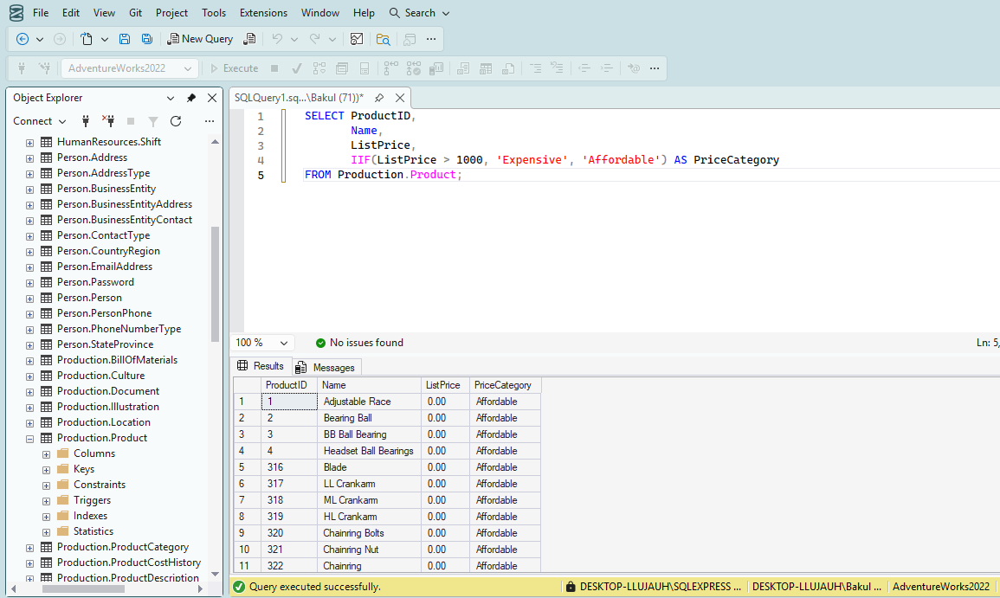 File Edit View Git Project Tools Extensions Window Help Search
New Query
AdventureWorks2022 Execute
Object Explorer
Connect
HumanResources.Shift
Person.Address
Person.AddressType
Person.BusinessEntity
Person.BusinessEntityAddress
Person.BusinessEntityContact
Person.ContactType
Person.CountryRegion
Person.EmailAddress
Person.Password
Person.Person
Person.PersonPhone
Person.PhoneNumberType
Person.StateProvince
Production.BillOfMaterials
Production.Culture
Production.Document
Production.Illustration
Production.Location
Production.Product
Columns
Keys
Constraints
Triggers
Indexes
Statistics
Production.ProductCategory
Production.ProductCostHistory
Production.ProductDescription
SQLQuery1.sq...\Bakul (71))*
1 SELECT ProductID,
2 Name,
3 ListPrice,
4 IIF(ListPrice > 1000, 'Expensive', 'Affordable') AS PriceCategory
5 FROM Production.Product;
100 % No issues found Ln: 5,
Results Messages
ProductID Name ListPrice PriceCategory
1 1 Adjustable Race 0.00 Affordable
2 2 Bearing Ball 0.00 Affordable
3 3 BB Ball Bearing 0.00 Affordable
4 4 Headset Ball Bearings 0.00 Affordable
5 316 Blade 0.00 Affordable
6 317 LL Crankarm 0.00 Affordable
7 318 ML Crankarm 0.00 Affordable
8 319 HL Crankarm 0.00 Affordable
9 320 Chainring Bolts 0.00 Affordable
10 321 Chainring Nut 0.00 Affordable
11 322 Chainring 0.00 Affordable
Query executed successfully. DESKTOP-LLUJAUH\SQLEXPRESS ... DESKTOP-LLUJAUH\Bakul ... AdventureWorks2022